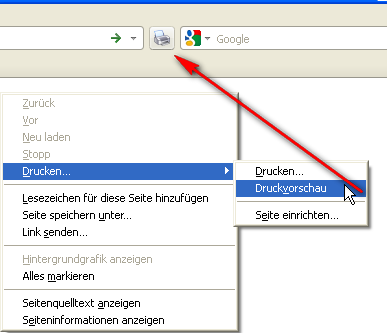 Google
Zurück
Vor
Neu laden
Stopp
Drucken...
Drucken...
Druckvorschau
Seite einrichten...
Lesezeichen für diese Seite hinzufügen
Seite speichern unter...
Link senden...
Hintergrundgrafik anzeigen
Alles markieren
Seitenquelltext anzeigen
Seiteninformationen anzeigen